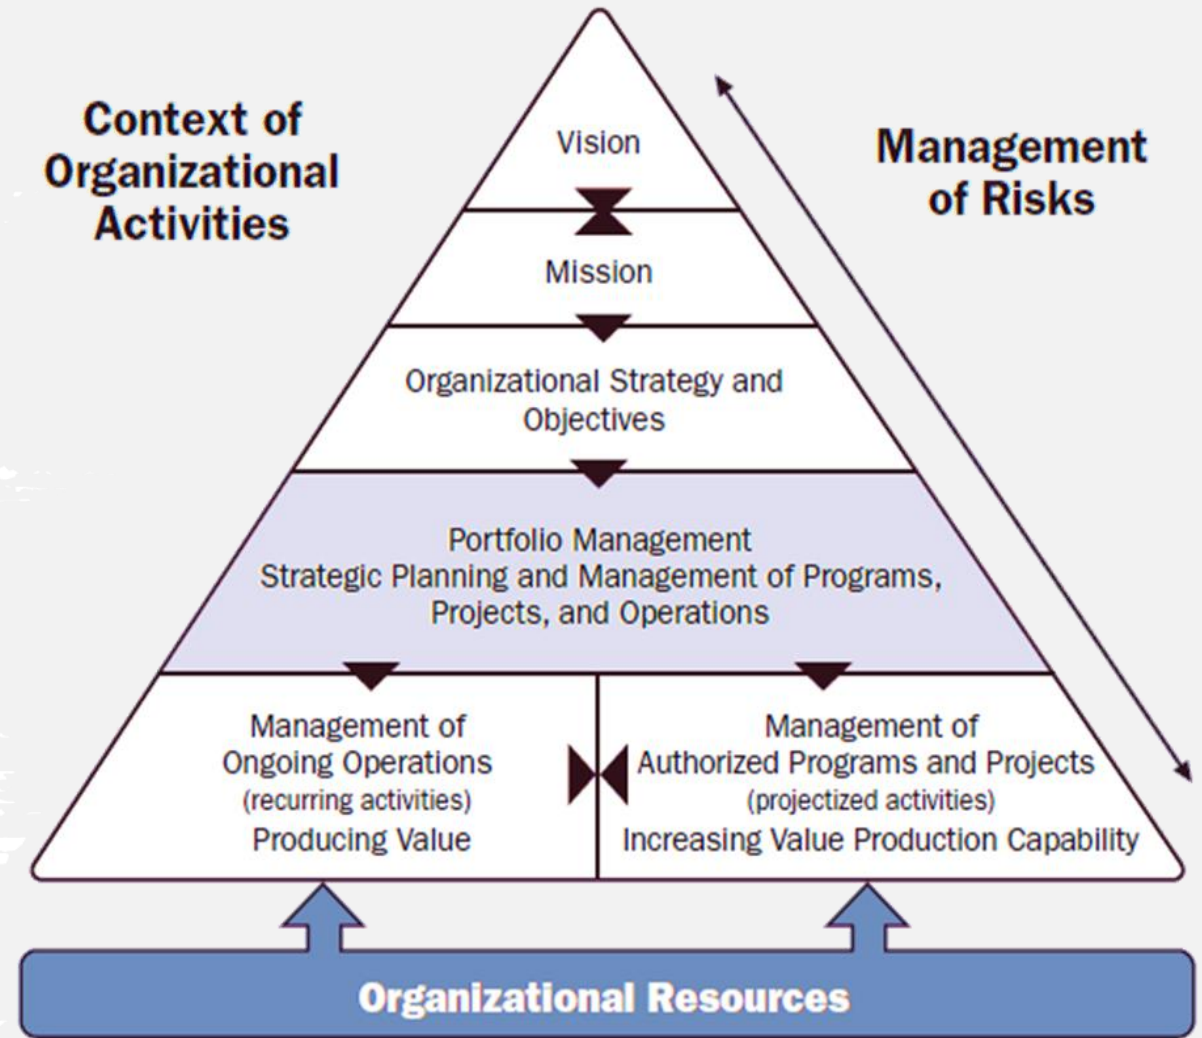 Context of
Organizational
Activities
Management
of Risks
Vision
Mission
Organizational Strategy and
Objectives
Portfolio Management
Strategic Planning and Management of Programs,
Projects, and Operations
Management of
Ongoing Operations
(recurring activities)
Producing Value
Management of
Authorized Programs and Projects
(projectized activities)
Increasing Value Production Capability
Organizational Resources